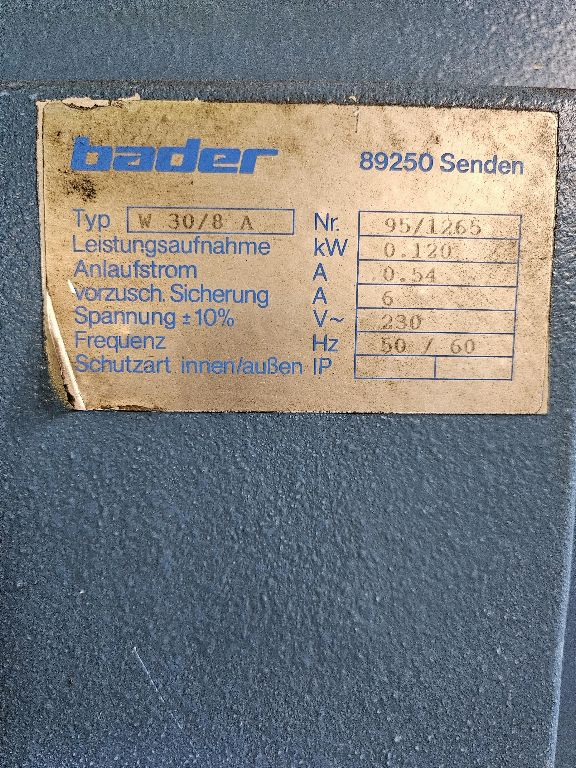 bader 89250 Senden
Typ W 30/8 A Nr. 95/1265
Leistungsaufnahme kW 0.120
Anlaufstrom A 0.54
vorzusch. Sicherung A 6
Spannung ±10% V~ 230
Frequenz Hz 50 / 60
Schutzart innen/außen IP